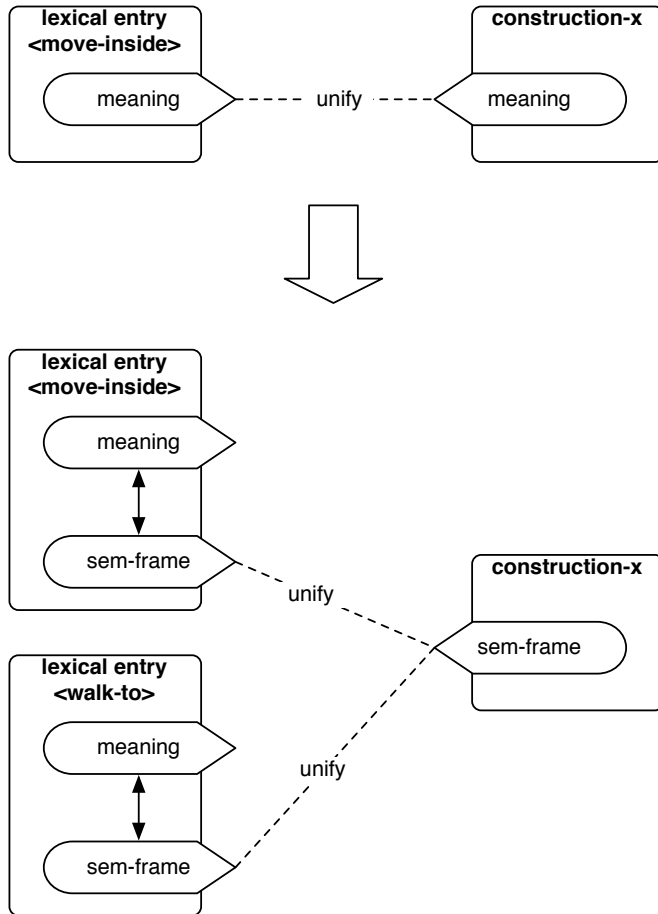 lexical entry
<move-inside>
meaning
unify
construction-x
meaning
lexical entry
<move-inside>
meaning
sem-frame
unify
construction-x
sem-frame
lexical entry
<walk-to>
meaning
unify
sem-frame